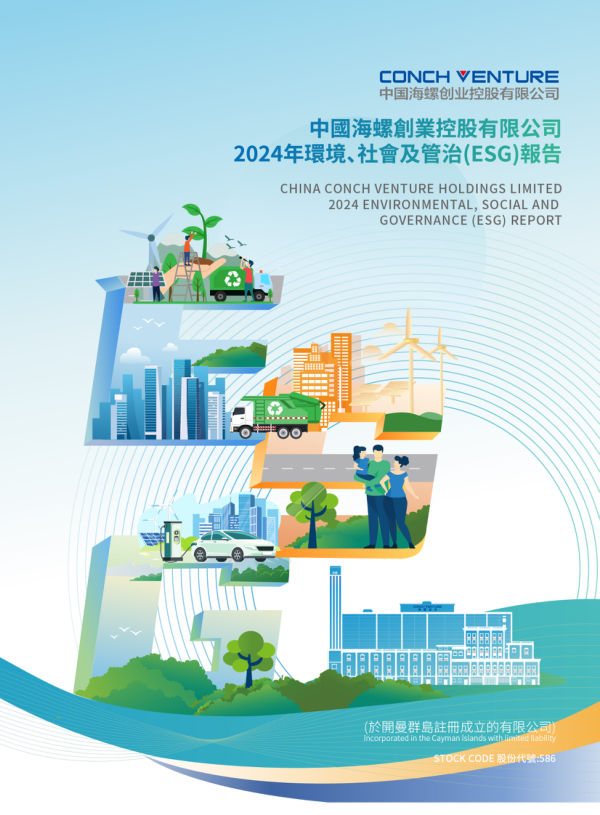 CONCH VENTURE
中国海螺创业控股有限公司
中國海螺創業控股有限公司
2024年環境、社會及管治(ESG)報告
CHINA CONCH VENTURE HOLDINGS LIMITED
2024 ENVIRONMENTAL, SOCIAL AND
GOVERNANCE (ESG) REPORT
CONCH VENTURE
(於開曼群島註冊成立的有限公司)
Incorporated in the Cayman Islands with limited liability
STOCK CODE 股份代號:586